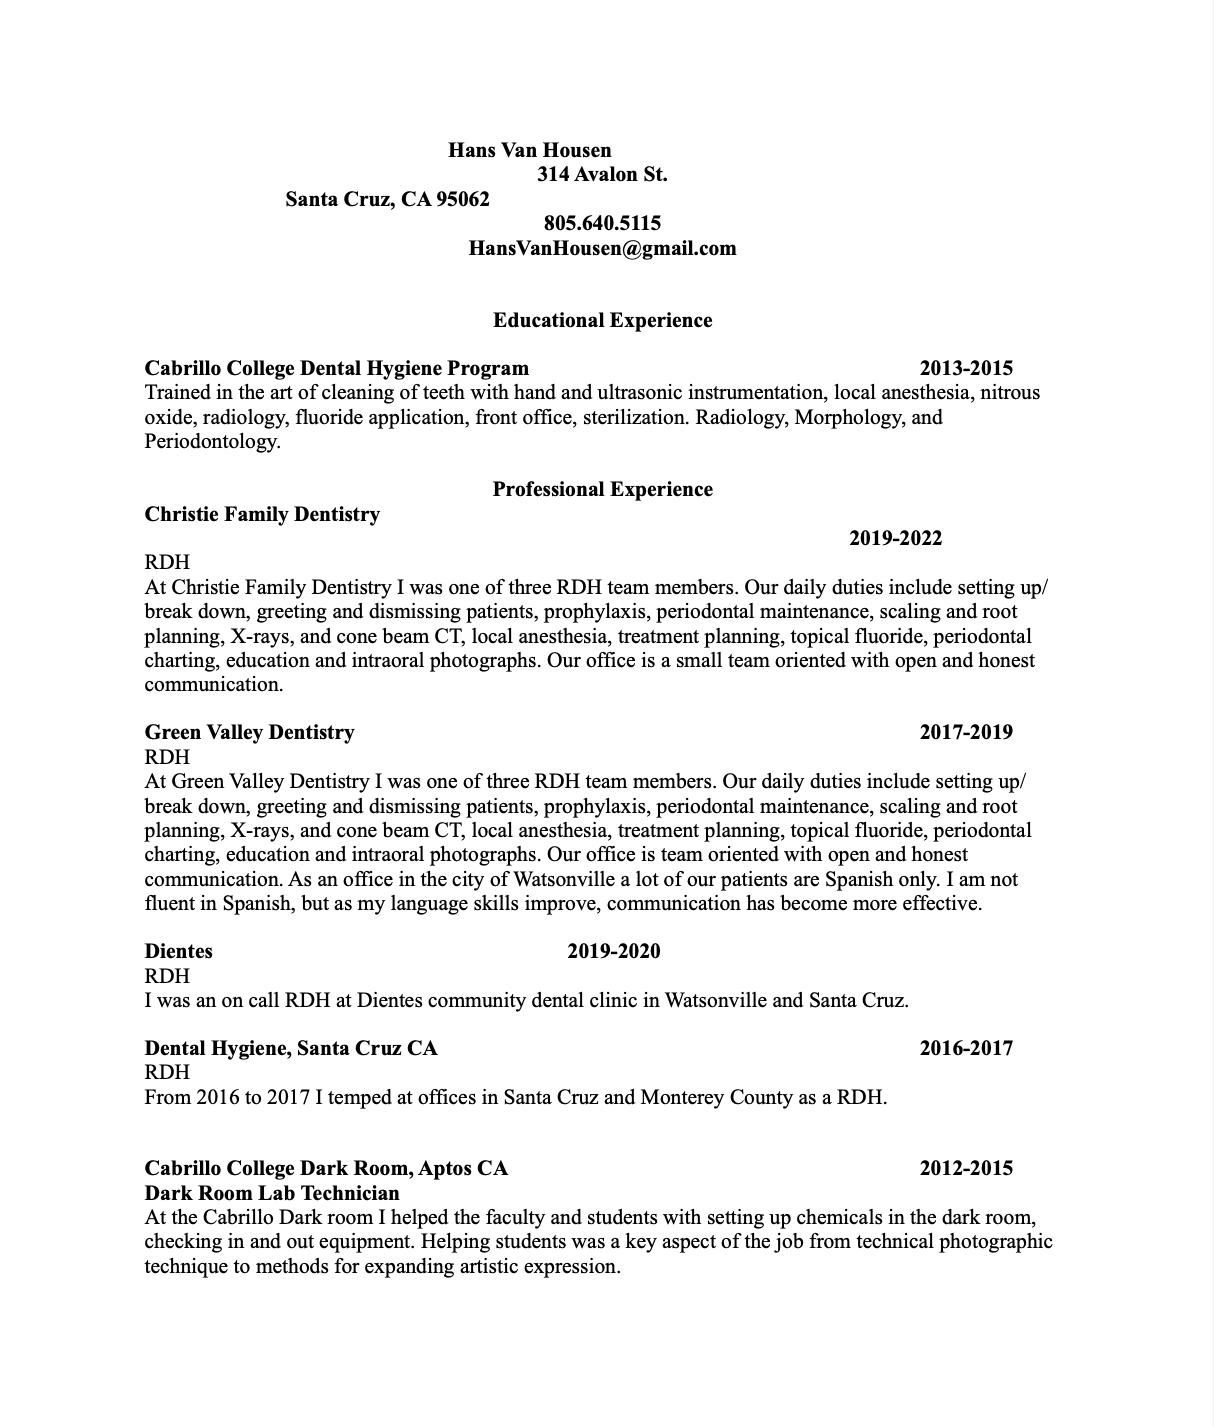 Hans Van Housen
314 Avalon St.
Santa Cruz, CA 95062
805.640.5115
HansVanHousen@gmail.com
Educational Experience
Cabrillo College Dental Hygiene Program 2013-2015
Trained in the art of cleaning of teeth with hand and ultrasonic instrumentation, local anesthesia, nitrous
oxide, radiology, fluoride application, front office, sterilization. Radiology, Morphology, and
Periodontology.
Professional Experience
Christie Family Dentistry
2019-2022
RDH
At Christie Family Dentistry I was one of three RDH team members. Our daily duties include setting up/
break down, greeting and dismissing patients, prophylaxis, periodontal maintenance, scaling and root
planning, X-rays, and cone beam CT, local anesthesia, treatment planning, topical fluoride, periodontal
charting, education and intraoral photographs. Our office is a small team oriented with open and honest
communication.
Green Valley Dentistry 2017-2019
RDH
At Green Valley Dentistry I was one of three RDH team members. Our daily duties include setting up/
break down, greeting and dismissing patients, prophylaxis, periodontal maintenance, scaling and root
planning, X-rays, and cone beam CT, local anesthesia, treatment planning, topical fluoride, periodontal
charting, education and intraoral photographs. Our office is team oriented with open and honest
communication. As an office in the city of Watsonville a lot of our patients are Spanish only. I am not
fluent in Spanish, but as my language skills improve, communication has become more effective.
Dientes 2019-2020
RDH
I was an on call RDH at Dientes community dental clinic in Watsonville and Santa Cruz.
Dental Hygiene, Santa Cruz CA 2016-2017
RDH
From 2016 to 2017 I temped at offices in Santa Cruz and Monterey County as a RDH.
Cabrillo College Dark Room, Aptos CA 2012-2015
Dark Room Lab Technician
At the Cabrillo Dark room I helped the faculty and students with setting up chemicals in the dark room,
checking in and out equipment. Helping students was a key aspect of the job from technical photographic
technique to methods for expanding artistic expression.